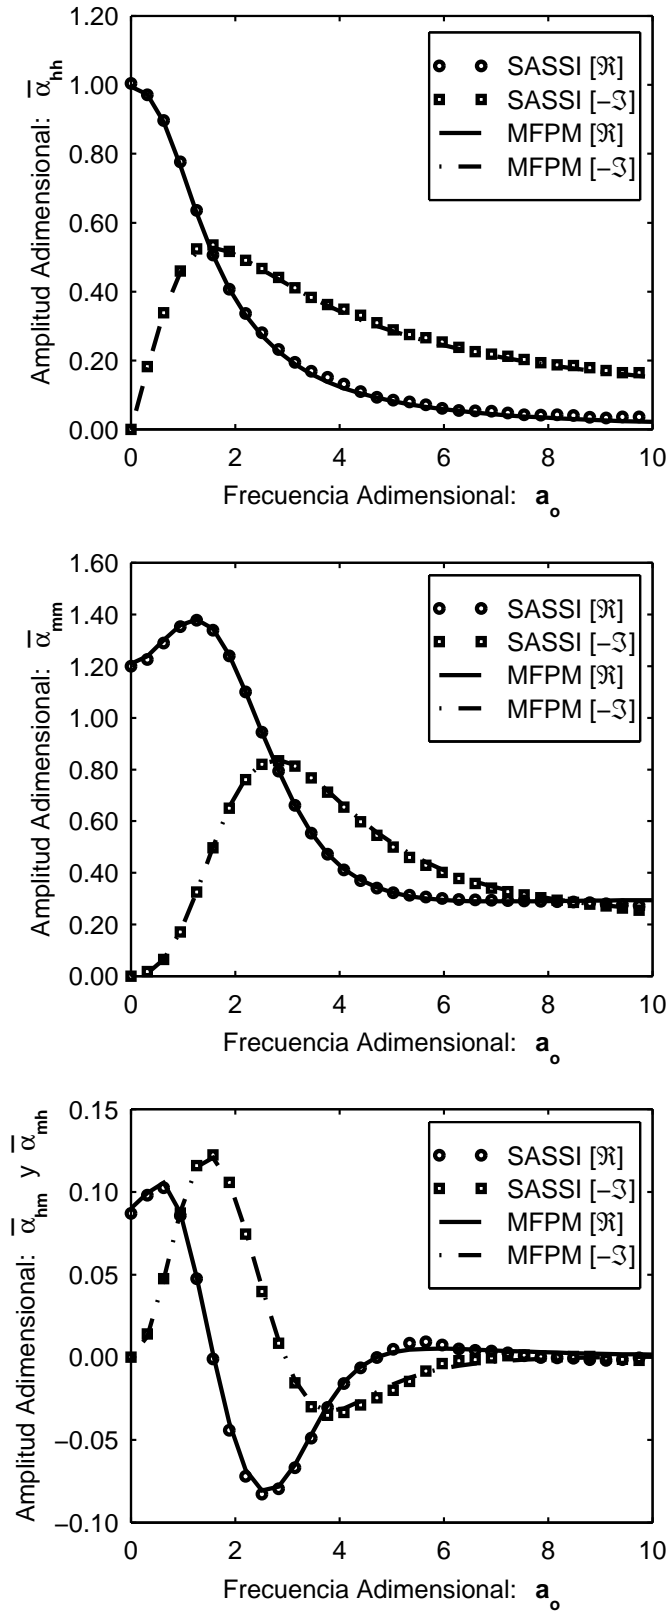 1.20
1.00
0.80
0.60
0.40
0.20
0.00
Amplitud Adimensional: α̅hh
SASSI [ℜ]
SASSI [−ℑ]
MFPM [ℜ]
MFPM [−ℑ]
0 2 4 6 8 10
Frecuencia Adimensional: ao
1.60
1.40
1.20
1.00
0.80
0.60
0.40
0.20
0.00
Amplitud Adimensional: α̅mm
SASSI [ℜ]
SASSI [−ℑ]
MFPM [ℜ]
MFPM [−ℑ]
0 2 4 6 8 10
Frecuencia Adimensional: ao
0.15
0.10
0.05
0.00
−0.05
−0.10
Amplitud Adimensional: α̅hm y α̅mh
SASSI [ℜ]
SASSI [−ℑ]
MFPM [ℜ]
MFPM [−ℑ]
0 2 4 6 8 10
Frecuencia Adimensional: ao